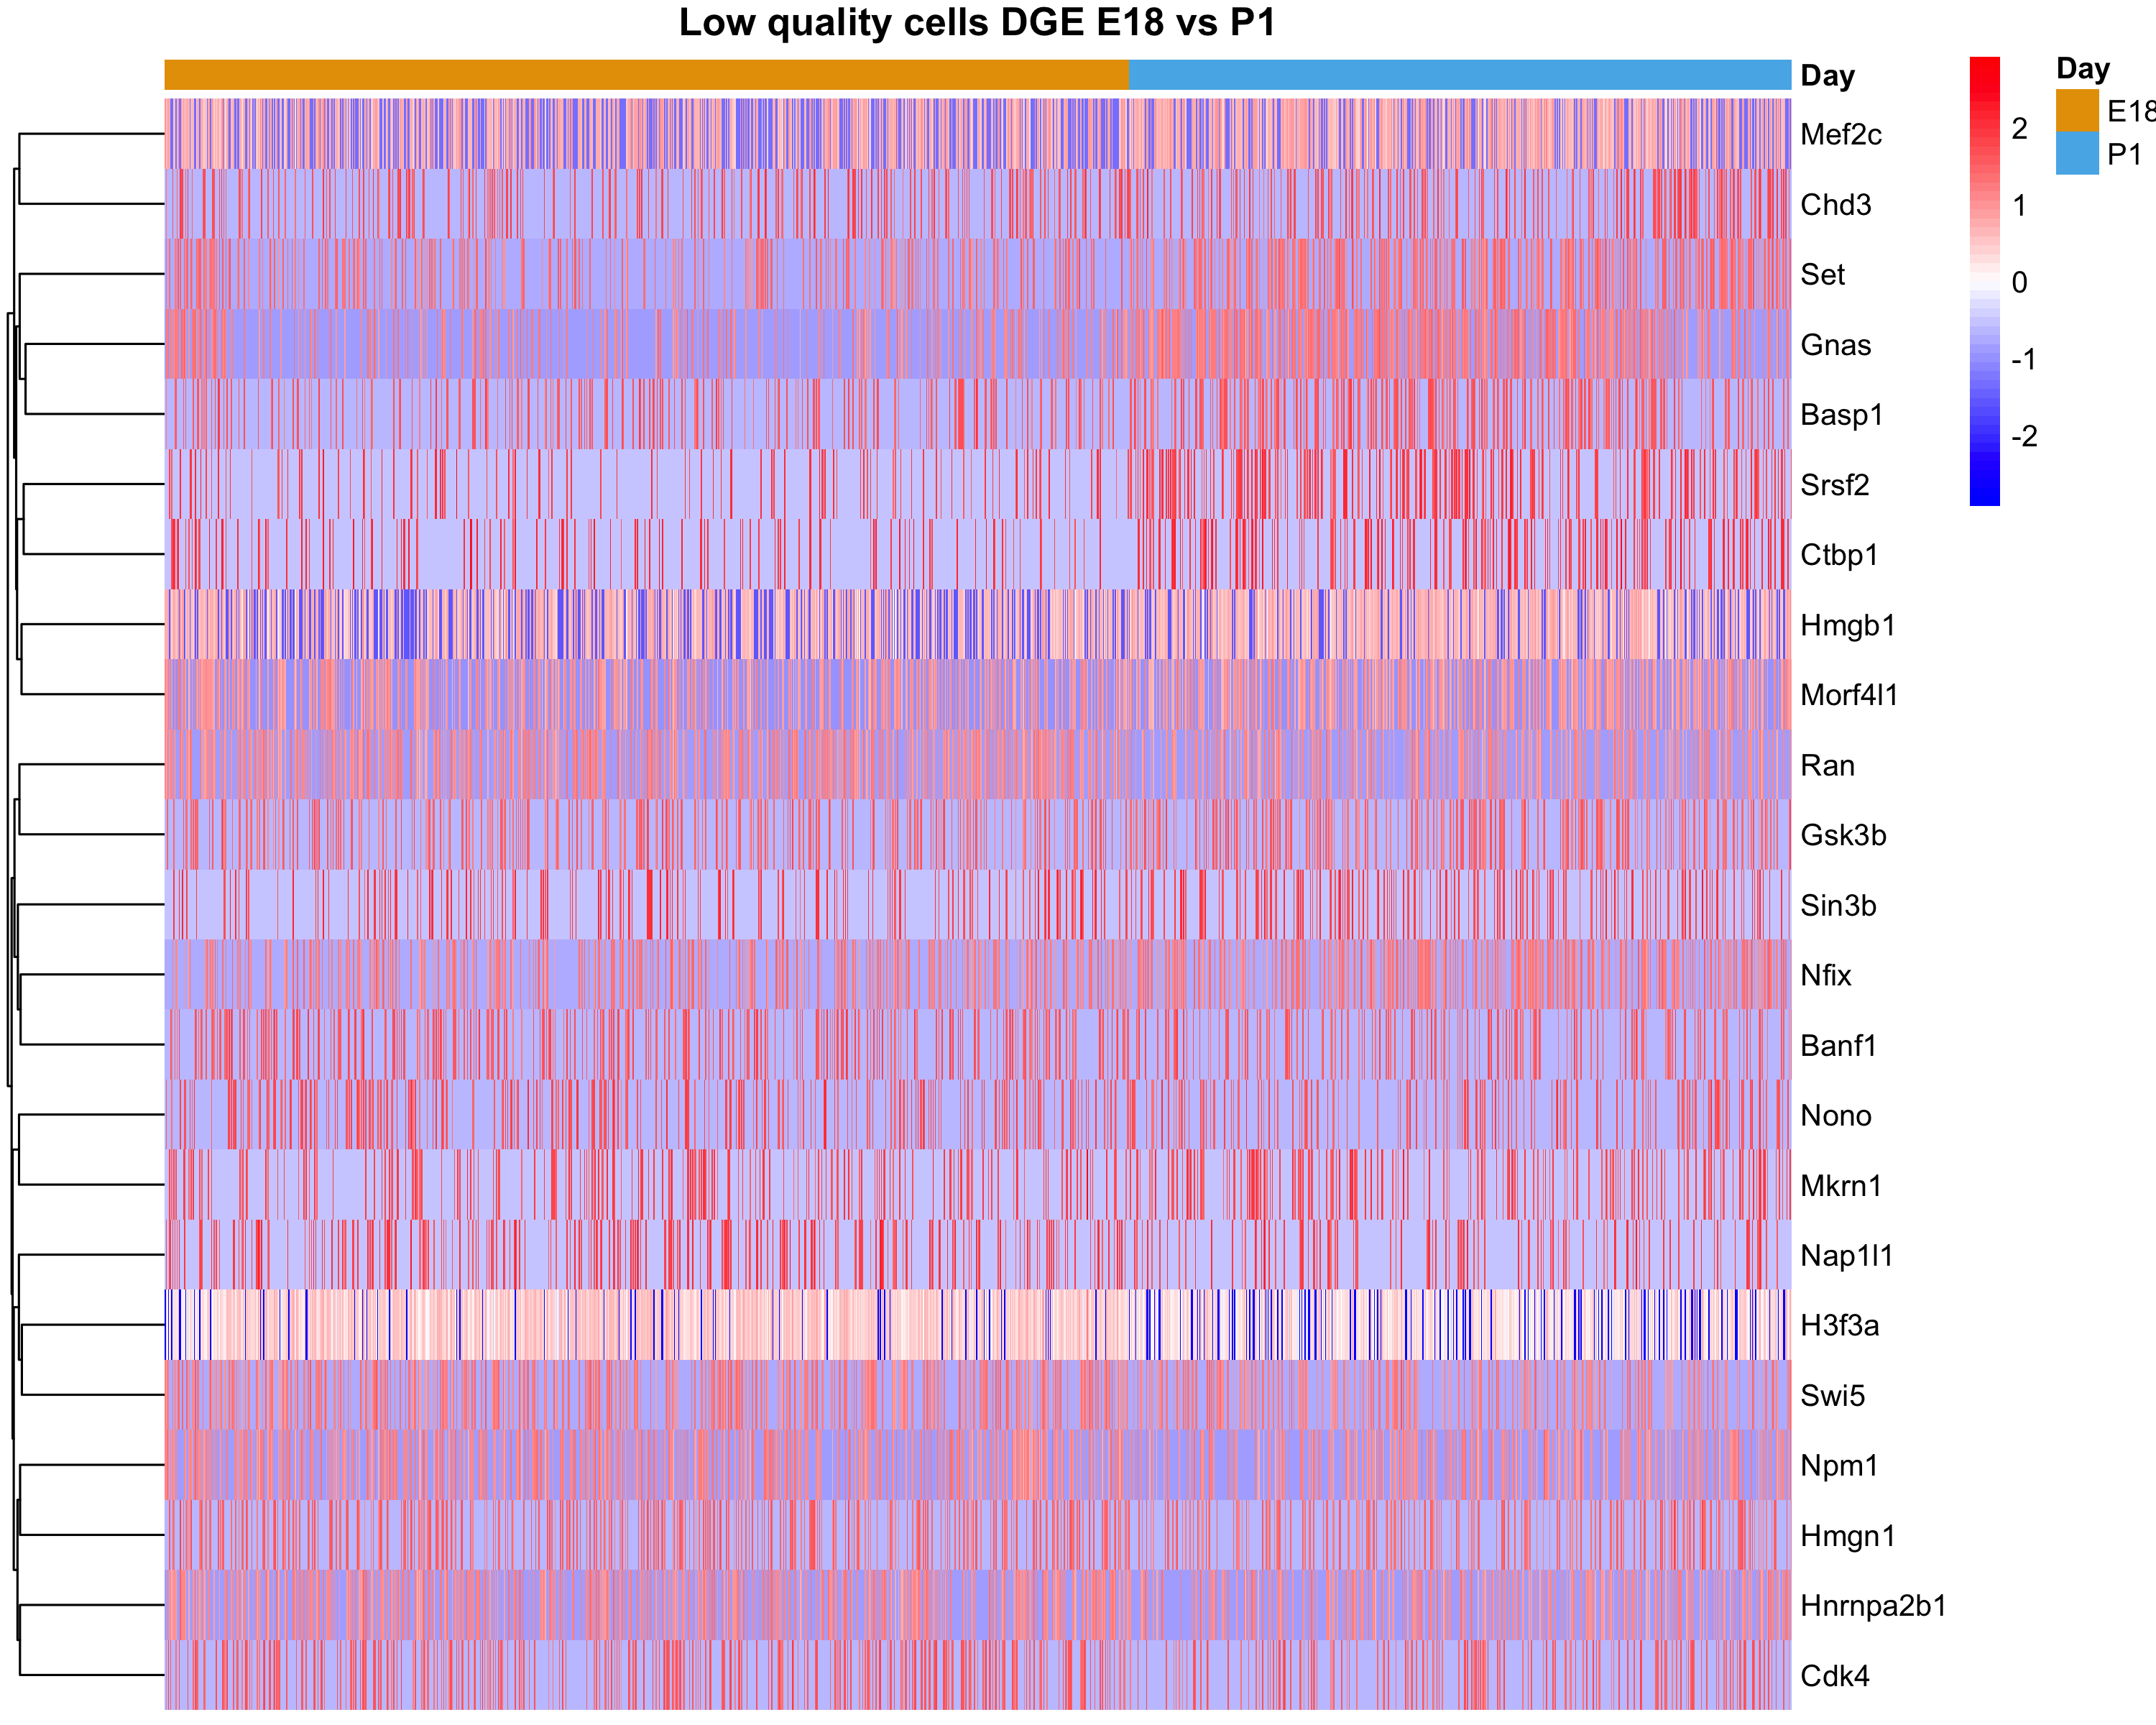 Low quality cells DGE E18 vs P1
Day
Mef2c
Chd3
Set
Gnas
Basp1
Srsf2
Ctbp1
Hmgb1
Morf4l1
Ran
Gsk3b
Sin3b
Nfix
Banf1
Nono
Mkrn1
Nap1l1
H3f3a
Swi5
Npm1
Hmgn1
Hnrnpa2b1
Cdk4
2
1
0
-1
-2
Day
E18
P1